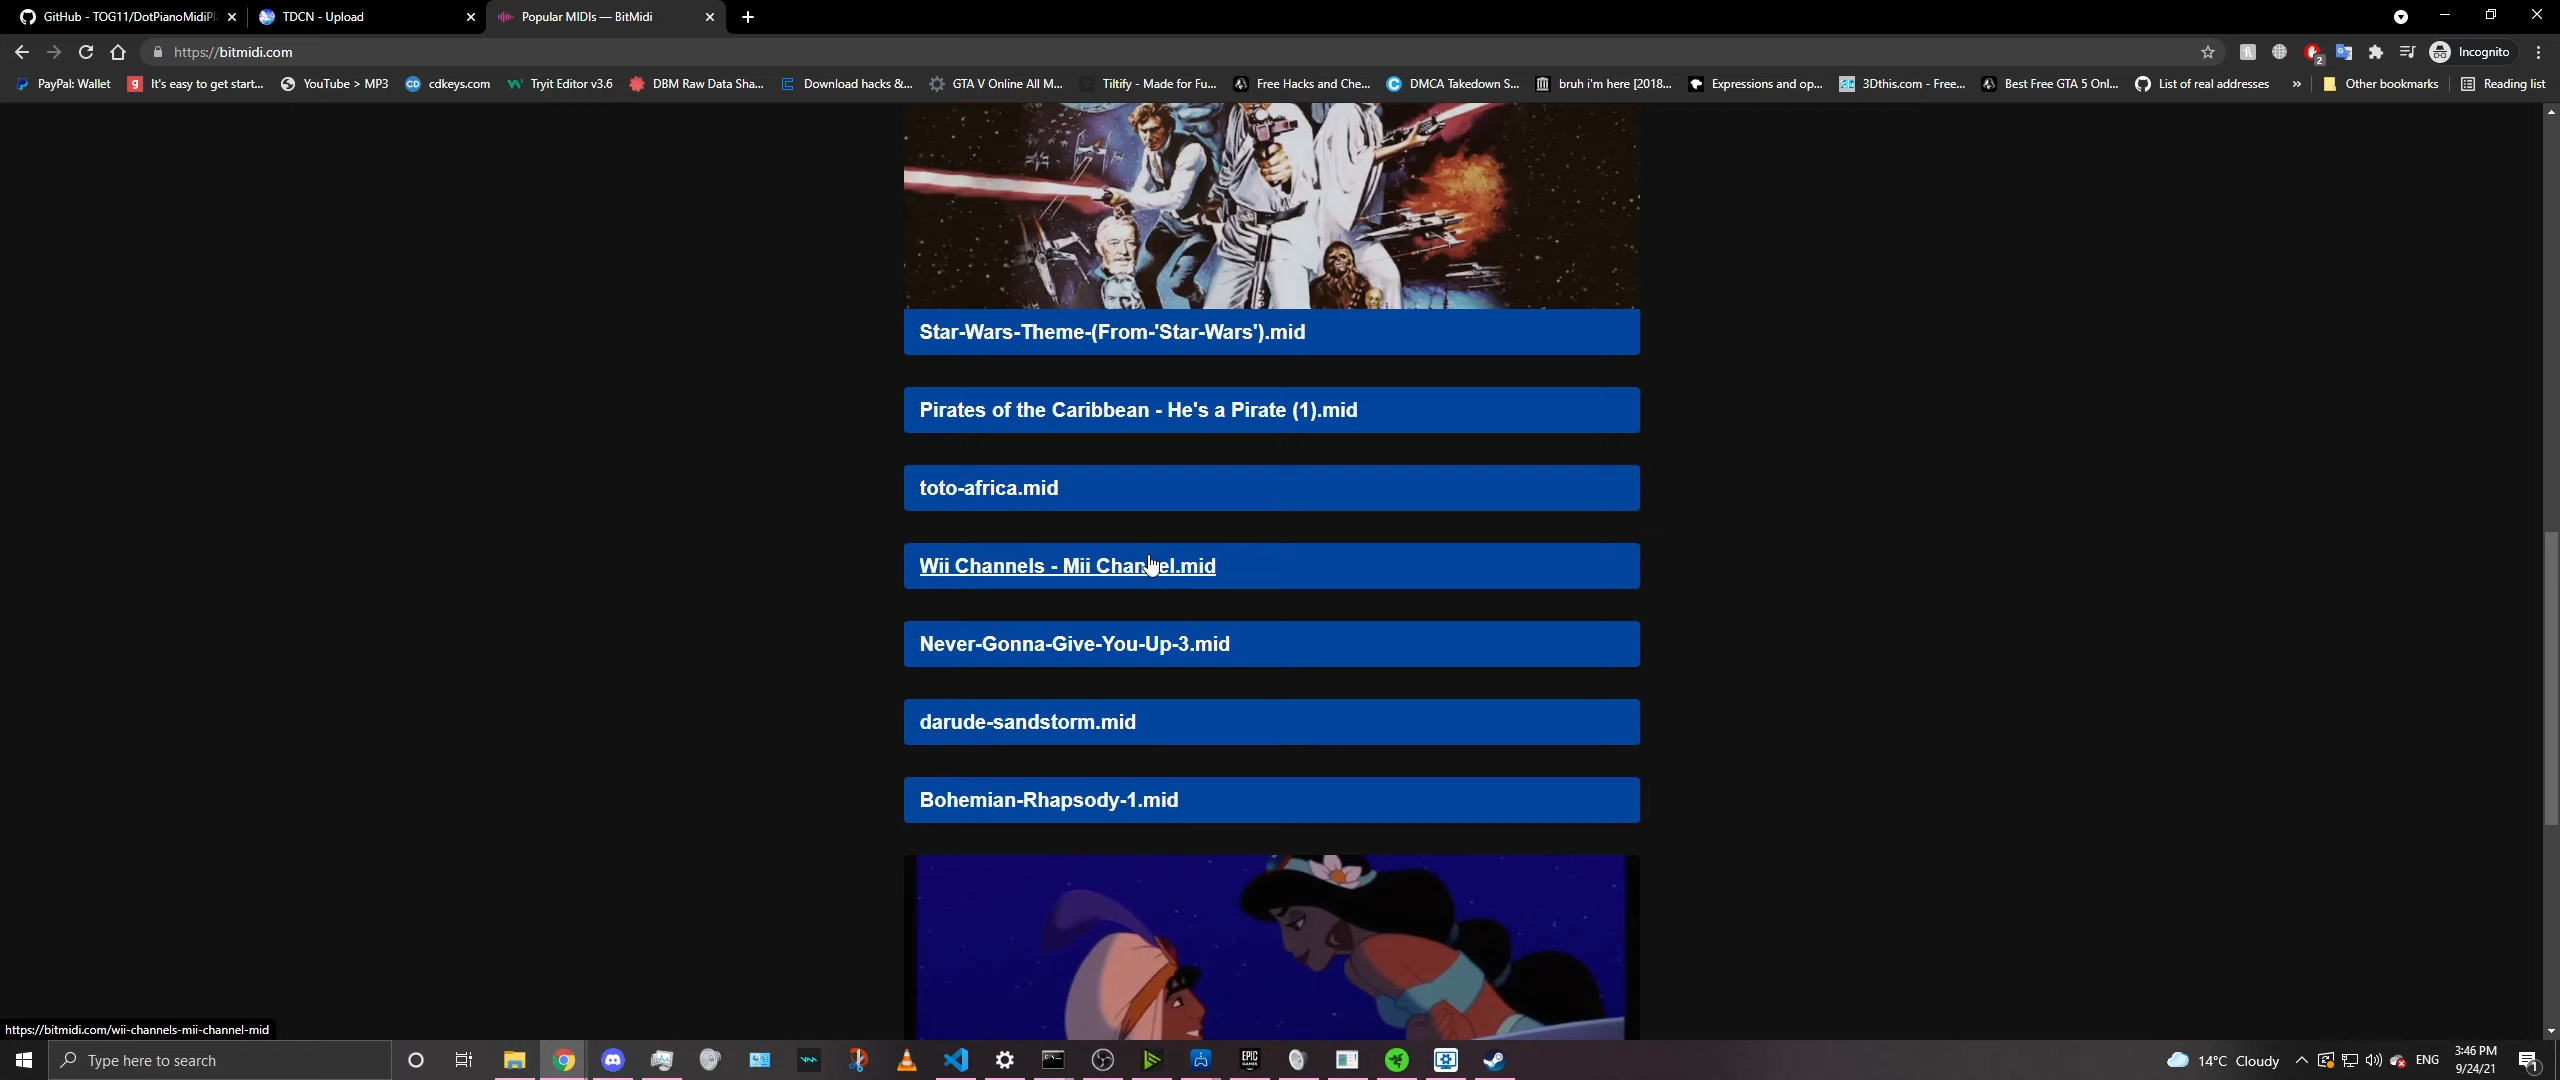 GitHub - TOG11/DotPianoMidiPl
TDCN - Upload
Popular MIDIs — BitMidi
https://bitmidi.com
2
Incognito
PayPal: Wallet
It's easy to get start...
YouTube > MP3
CD
cdkeys.com
Tryit Editor v3.6
DBM Raw Data Sha...
Download hacks &...
GTA V Online All M...
Tiltify - Made for Fu...
Free Hacks and Che...
DMCA Takedown S...
bruh i'm here [2018...
Expressions and op...
3Dthis.com - Free...
Best Free GTA 5 Onl...
List of real addresses
»
Other bookmarks
Reading list
Star-Wars-Theme-(From-'Star-Wars').mid
Pirates of the Caribbean - He's a Pirate (1).mid
toto-africa.mid
Wii Channels - Mii Channel.mid
Never-Gonna-Give-You-Up-3.mid
darude-sandstorm.mid
Bohemian-Rhapsody-1.mid
https://bitmidi.com/wii-channels-mii-channel-mid
Type here to search
EPIC
GAMES
14°C Cloudy
ENG
3:46 PM
9/24/21
1